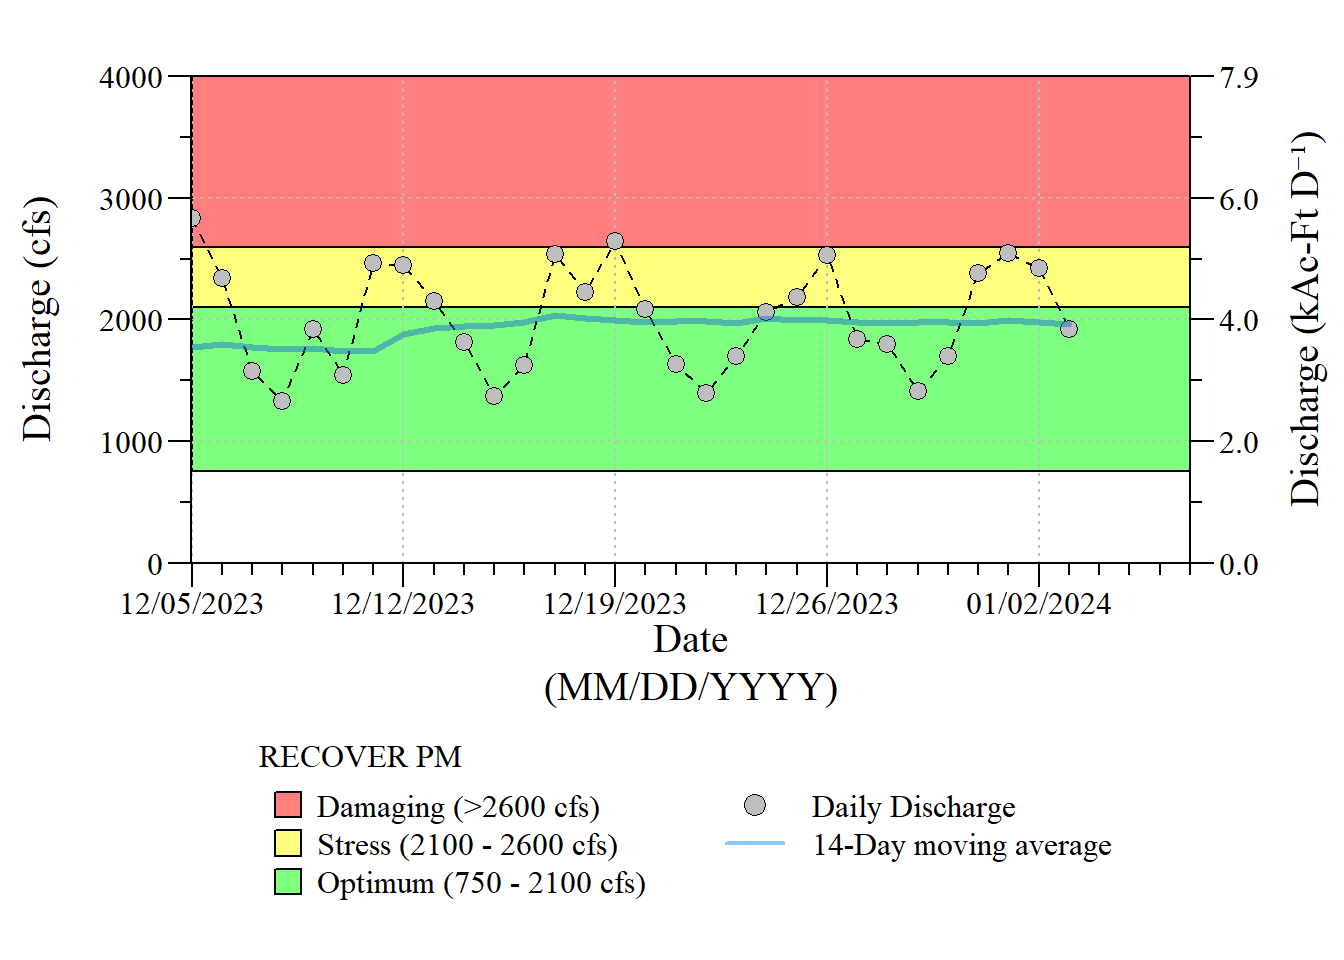 4000
3000
2000
1000
0
Discharge (cfs)
7.9
6.0
4.0
2.0
0.0
Discharge (kAc-Ft D⁻¹)
12/05/2023 12/12/2023 12/19/2023 12/26/2023 01/02/2024
Date
(MM/DD/YYYY)
RECOVER PM
Damaging (>2600 cfs)
Stress (2100 - 2600 cfs)
Optimum (750 - 2100 cfs)
Daily Discharge
14-Day moving average